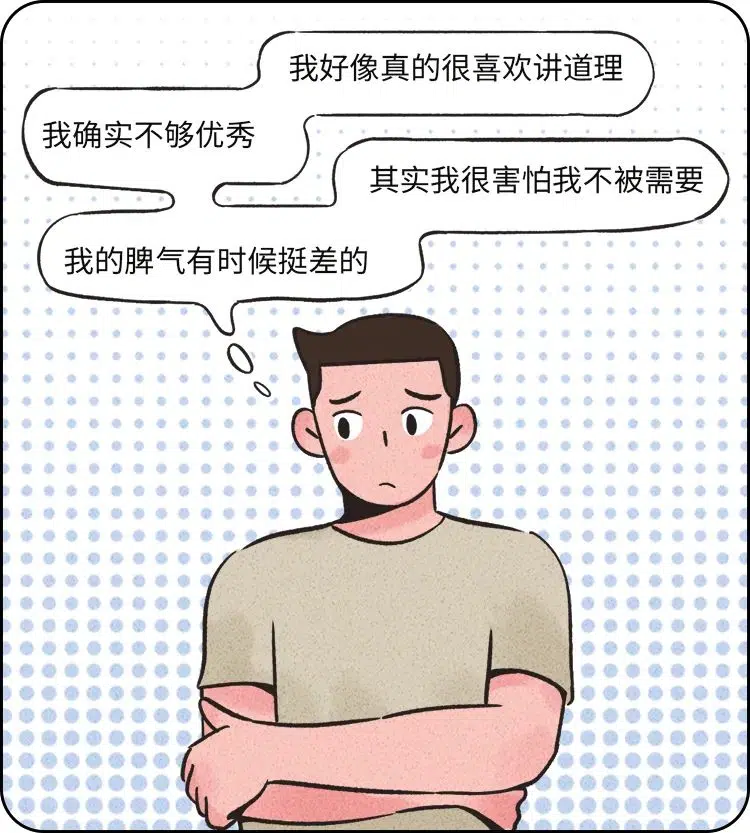 我好像真的很喜欢讲道理
我确实不够优秀
其实我很害怕我不被需要
我的脾气有时候挺差的